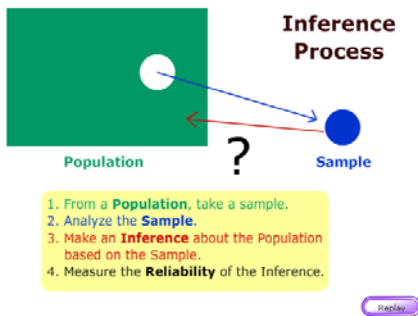 Inference
Process
?
Population
Sample
1. From a Population, take a sample.
2. Analyze the Sample.
3. Make an Inference about the Population
based on the Sample.
4. Measure the Reliability of the Inference.
Replay